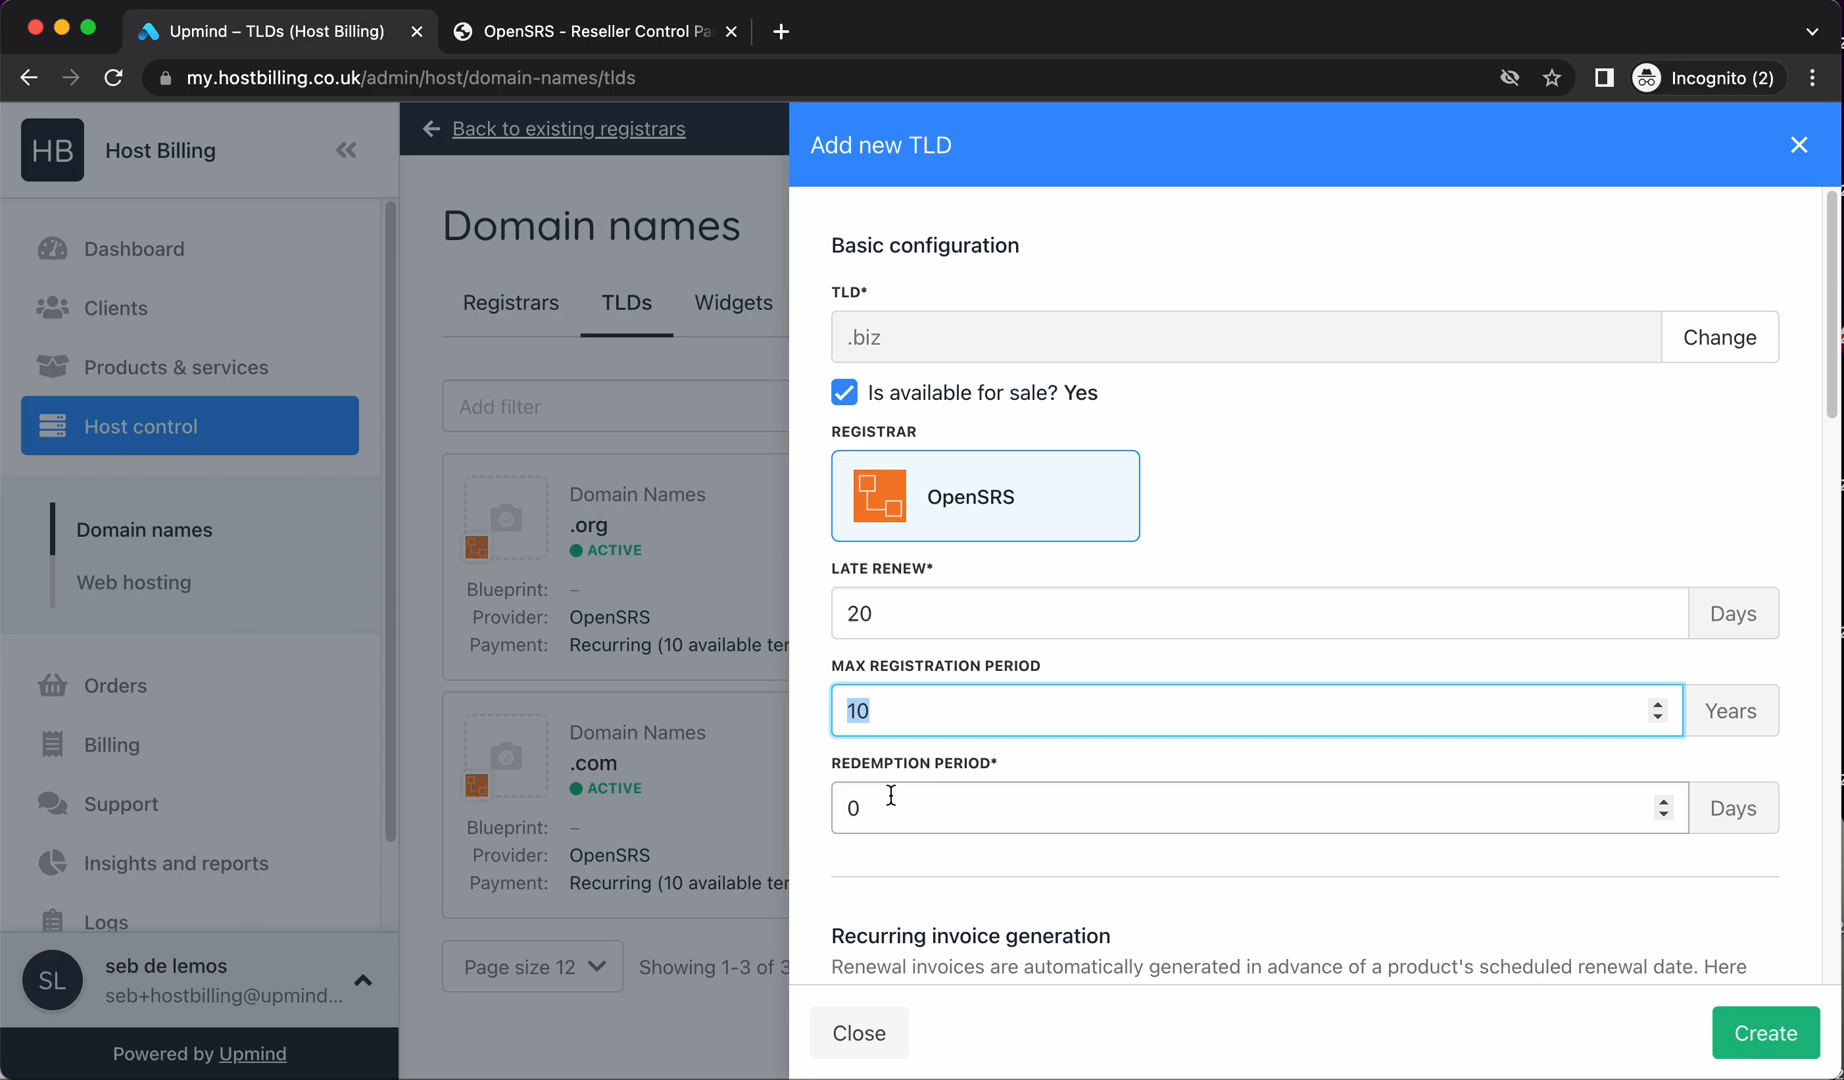 Upmind – TLDs (Host Billing)
OpenSRS - Reseller Control Pa
my.hostbilling.co.uk/admin/host/domain-names/tlds
Incognito (2)
HB
Host Billing
Dashboard
Clients
Products & services
Host control
Domain names
Web hosting
Orders
Billing
Support
Insights and reports
Logs
SL
seb de lemos
seb+hostbilling@upmind...
Powered by Upmind
Back to existing registrars
Domain names
Registrars
TLDs
Widgets
Add filter
Domain Names
.org
ACTIVE
Blueprint: –
Provider: OpenSRS
Payment: Recurring (10 available ter
Domain Names
.com
ACTIVE
Blueprint: –
Provider: OpenSRS
Payment: Recurring (10 available ter
Page size 12
Showing 1-3 of 3
Add new TLD
Basic configuration
TLD*
.biz
Change
Is available for sale? Yes
REGISTRAR
OpenSRS
LATE RENEW*
20
Days
MAX REGISTRATION PERIOD
10
Years
REDEMPTION PERIOD*
0
Days
Recurring invoice generation
Renewal invoices are automatically generated in advance of a product's scheduled renewal date. Here
Close
Create